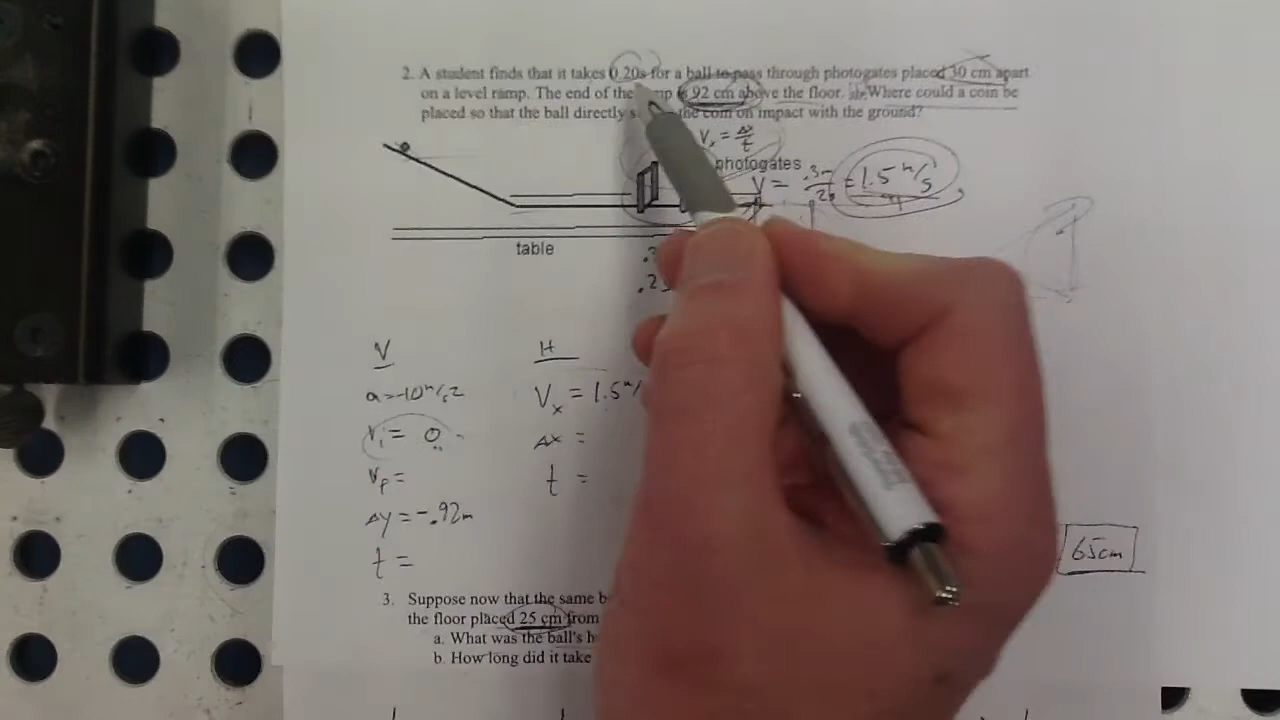 2. A student finds that it takes 0.20s for a ball to pass through photogates placed 30 cm apart
on a level ramp. The end of the 92 cm above the floor. Where could a coin be
placed so that the ball directly the coin on impact with the ground?
Vx = Δx/t
photogates
V = .3m/.20 = 1.5 m/s
table
V H
a = -10 m/s2 Vx = 1.5 m/
Vi = 0 Δx =
Vf = t =
Δy = -.92m
t =
65cm
3. Suppose now that the same b
the floor placed 25 cm from
a. What was the ball's h
b. How long did it take